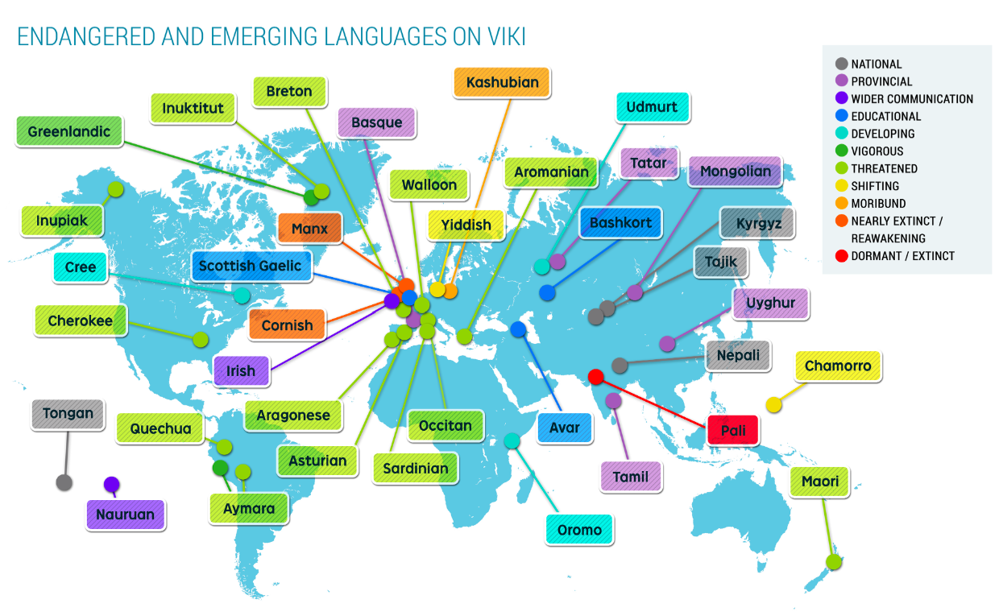 ENDANGERED AND EMERGING LANGUAGES ON VIKI
NATIONAL
PROVINCIAL
WIDER COMMUNICATION
EDUCATIONAL
DEVELOPING
VIGOROUS
THREATENED
SHIFTING
MORIBUND
NEARLY EXTINCT /
REAWAKENING
DORMANT / EXTINCT
Kashubian
Breton
Inuktitut
Udmurt
Basque
Greenlandic
Tatar
Mongolian
Aromanian
Walloon
Inupiak
Manx
Yiddish
Bashkort
Kyrgyz
Cree
Scottish Gaelic
Tajik
Uyghur
Cherokee
Cornish
Nepali
Chamorro
Irish
Tongan
Quechua
Aragonese
Occitan
Avar
Pali
Asturian
Sardinian
Tamil
Maori
Nauruan
Aymara
Oromo